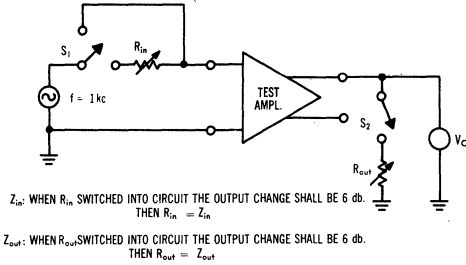 S1
Rin
f = 1kc
TEST
AMPL.
S2
Rout
Zin: WHEN Rin SWITCHED INTO CIRCUIT THE OUTPUT CHANGE SHALL BE 6 db.
THEN Rin = Zin
Zout: WHEN Rout SWITCHED INTO CIRCUIT THE OUTPUT CHANGE SHALL BE 6 db.
THEN Rout = Zout